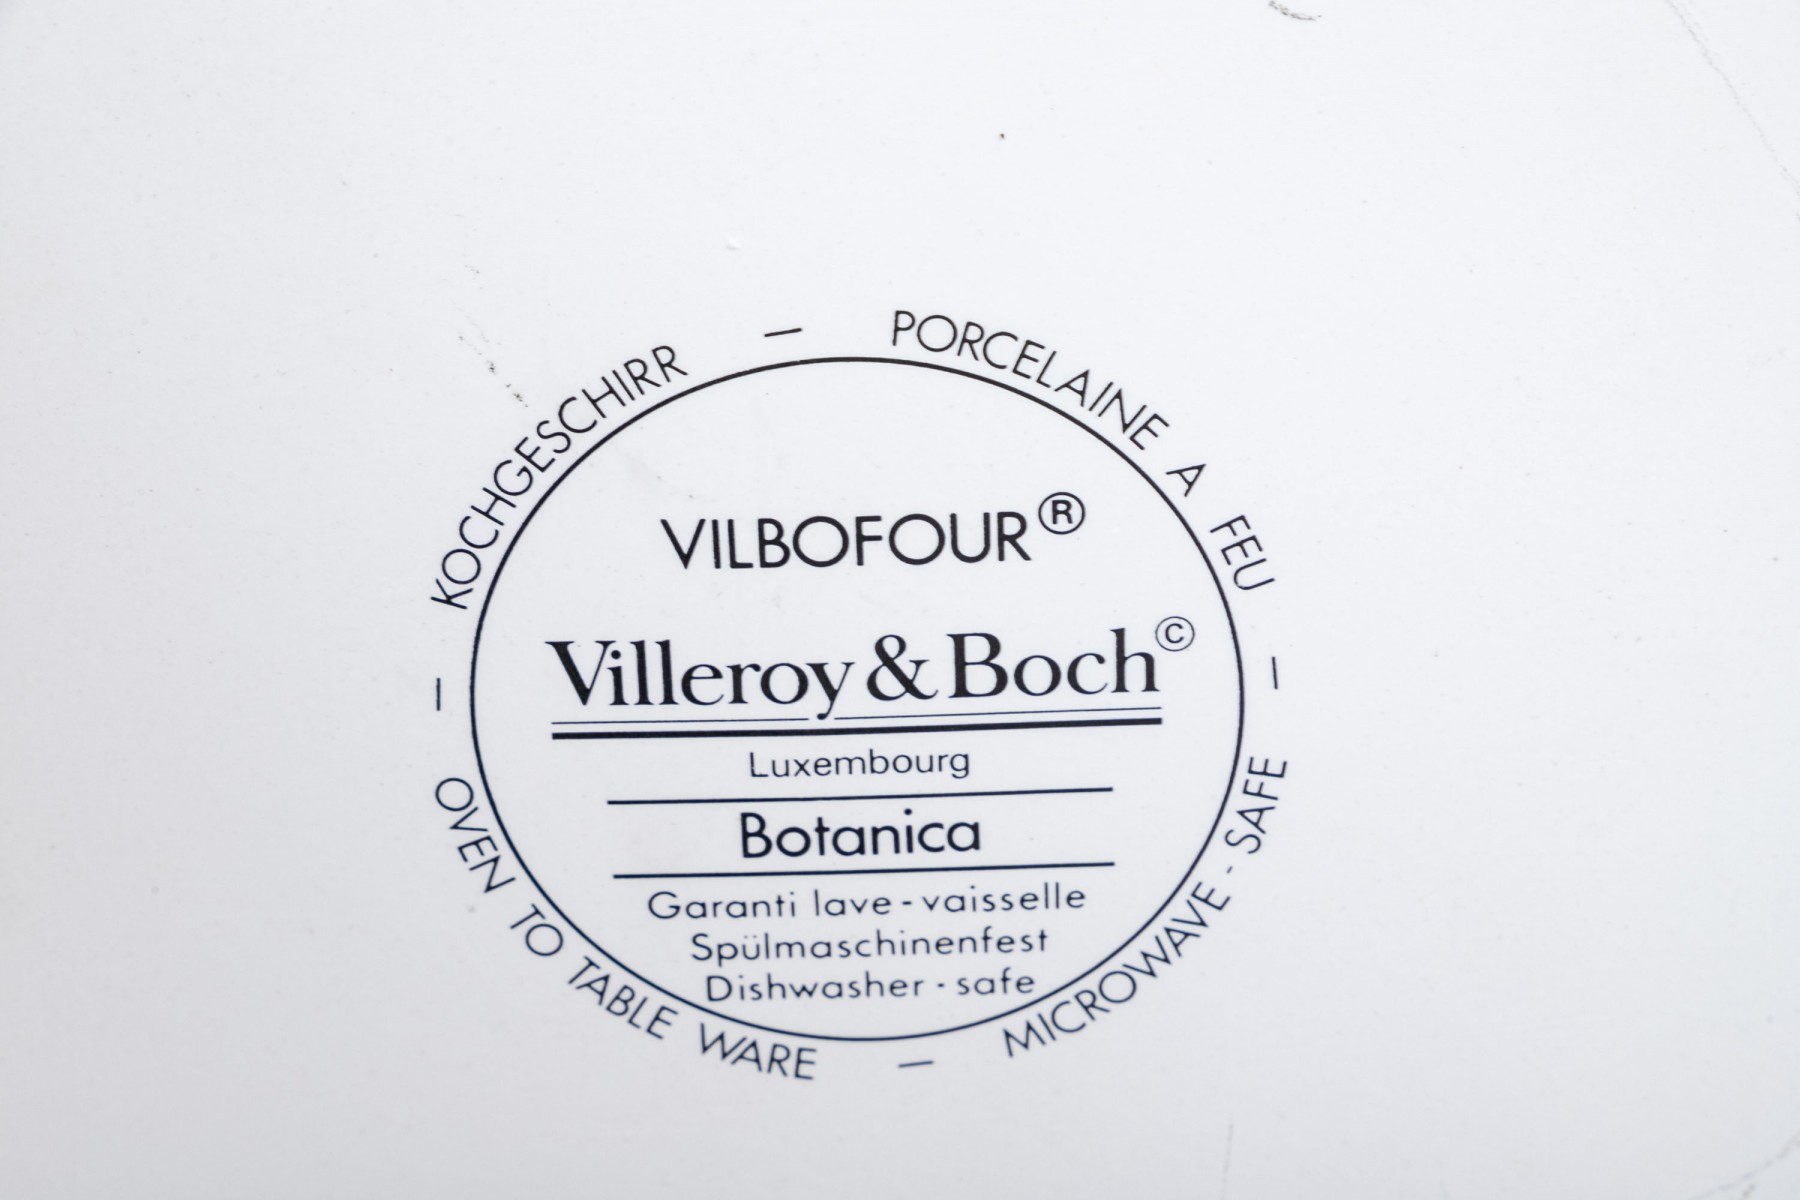 KOCHGESCHIRR – PORCELAINE A FEU –
VILBOFOUR®
Villeroy & Boch©
Luxembourg
Botanica
Garanti lave-vaisselle
Spülmaschinenfest
Dishwasher-safe
– OVEN TO TABLE WARE – MICROWAVE-SAFE